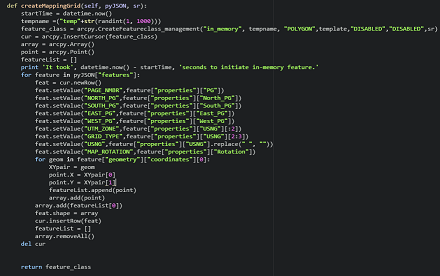 def createMappingGrid(self, pyJSON, sr):
startTime = datetime.now()
tempname =("temp"+str(randint(1, 1000)))
feature_class = arcpy.CreateFeatureclass_management("in_memory", tempname, "POLYGON",template,"DISABLED","DISABLED",sr)
cur = arcpy.InsertCursor(feature_class)
array = arcpy.Array()
point = arcpy.Point()
featureList = []
print 'It took', datetime.now() - startTime, 'seconds to initiate in-memory feature.'
for feature in pyJSON["features"]:
feat = cur.newRow()
feat.setValue("PAGE_NMBR",feature["properties"]["PG"])
feat.setValue("NORTH_PG",feature["properties"]["North_PG"])
feat.setValue("SOUTH_PG",feature["properties"]["South_PG"])
feat.setValue("EAST_PG",feature["properties"]["East_PG"])
feat.setValue("WEST_PG",feature["properties"]["West_PG"])
feat.setValue("UTM_ZONE",feature["properties"]["USNG"][:2])
feat.setValue("GRID_TYPE",feature["properties"]["USNG"][2:3])
feat.setValue("USNG",feature["properties"]["USNG"].replace(" ", ""))
feat.setValue("MAP_ROTATION",feature["properties"]["Rotation"])
for geom in feature["geometry"]["coordinates"][0]:
XYpair = geom
point.X = XYpair[0]
point.Y = XYpair[1]
featureList.append(point)
array.add(point)
array.add(featureList[0])
feat.shape = array
cur.insertRow(feat)
featureList = []
array.removeAll()
del cur
return feature_class